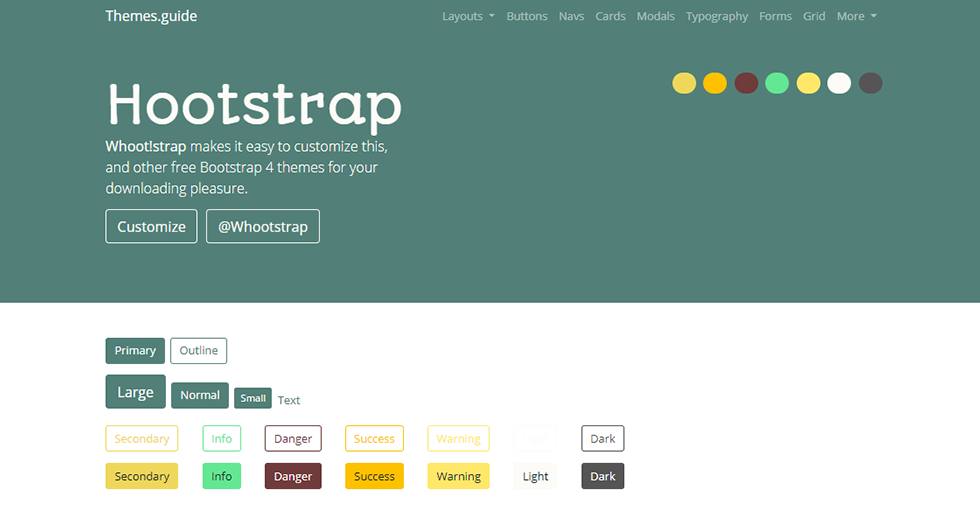 Themes.guide Layouts Buttons Navs Cards Modals Typography Forms Grid More
Hootstrap
Whoot!strap makes it easy to customize this,
and other free Bootstrap 4 themes for your
downloading pleasure.
Customize @Whootstrap
Primary Outline
Large Normal Small Text
Secondary Info Danger Success Warning Light Dark
Secondary Info Danger Success Warning Light Dark